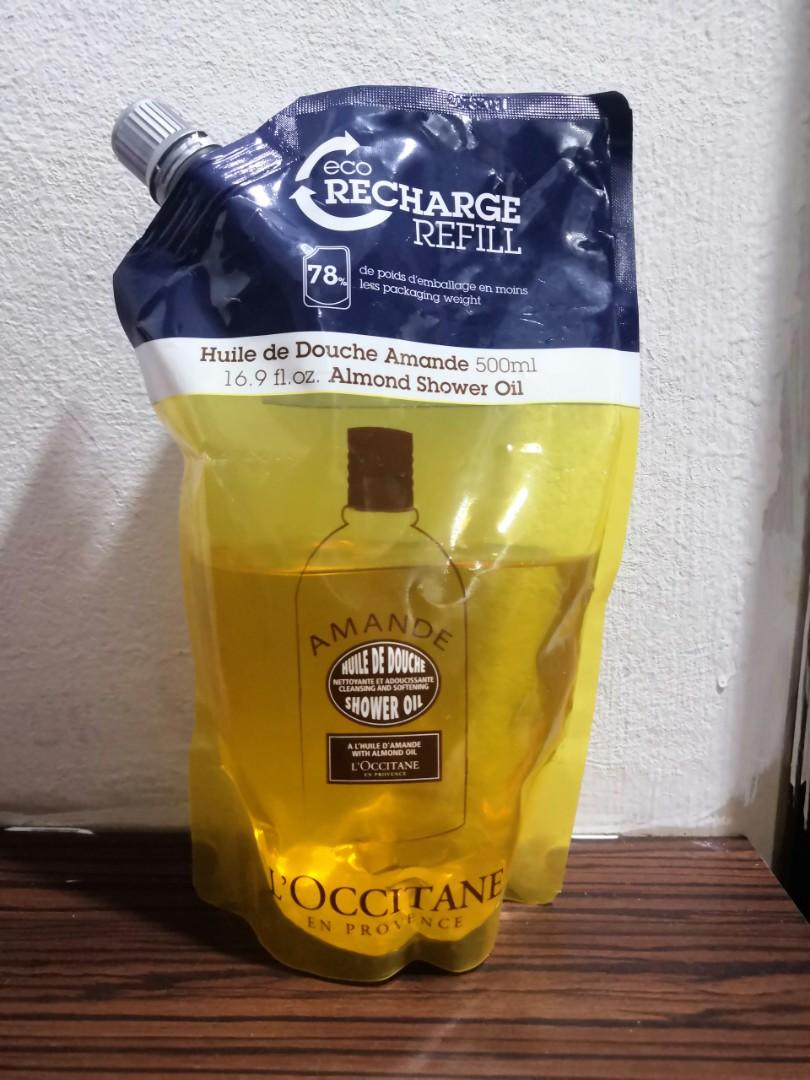 eco
RECHARGE
REFILL
78%
de poids d'emballage en moins
less packaging weight
Huile de Douche Amande 500ml
16.9 fl.oz. Almond Shower Oil
AMANDE
HUILE DE DOUCHE
NETTOYANTE ET ADOUCISSANTE
CLEANSING AND SOFTENING
SHOWER OIL
A L'HUILE D'AMANDE
WITH ALMOND OIL
L'OCCITANE
EN PROVENCE
L'OCCITANE
EN PROVENCE